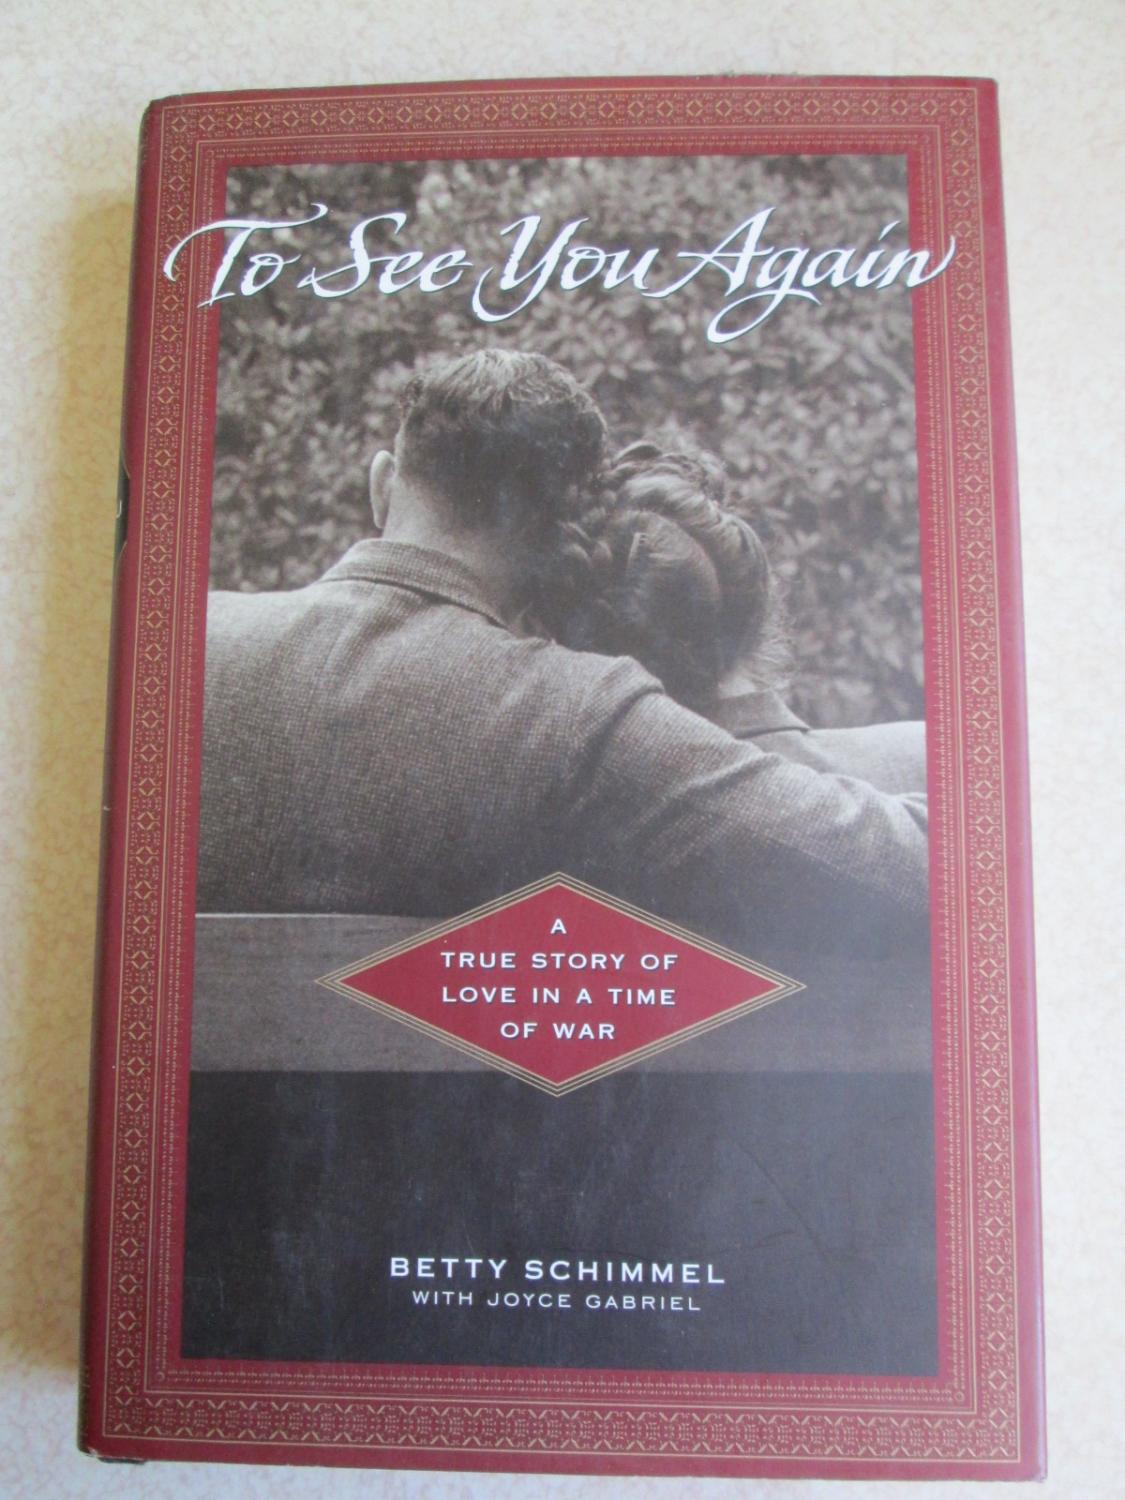 To See You Again
A
TRUE STORY OF
LOVE IN A TIME
OF WAR
BETTY SCHIMMEL
WITH JOYCE GABRIEL